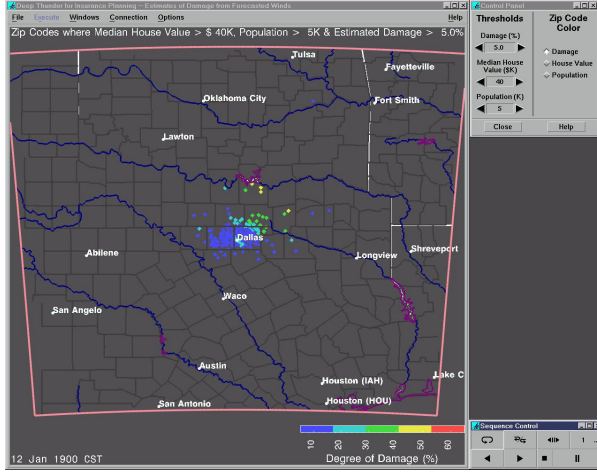 Deep Thunder for Insurance Planning -- Estimates of Damage from Forecasted Winds
File Execute Windows Connection Options Help
Zip Codes where Median House Value > $ 40K, Population > 5K & Estimated Damage > 5.0%
Tulsa
Fayetteville
Oklahoma City
Fort Smith
Lawton
Dallas
Abilene
Longview
Shreveport
Waco
San Angelo
Austin
Houston (IAH)
Lake C
San Antonio
Houston (HOU)
10 20 30 40 50 60
12 Jan 1900 CST
Degree of Damage (%)
Control Panel
Thresholds
Damage (%)
5.0
Median House
Value ($K)
40
Population (K)
5
Zip Code
Color
Damage
House Value
Population
Close
Help
Sequence Control
1